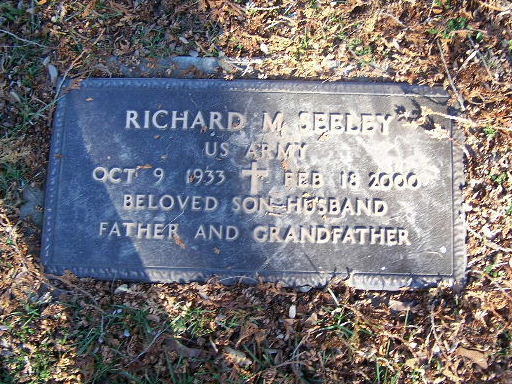 RICHARD M SEELEY
US ARMY
OCT 9 1933 FEB 18 2000
BELOVED SON HUSBAND
FATHER AND GRANDFATHER